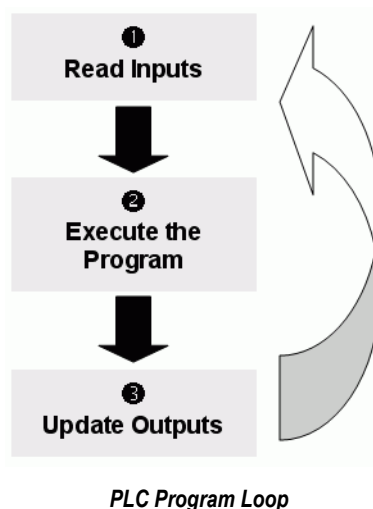 ❶
Read Inputs
❷
Execute the
Program
❸
Update Outputs
PLC Program Loop